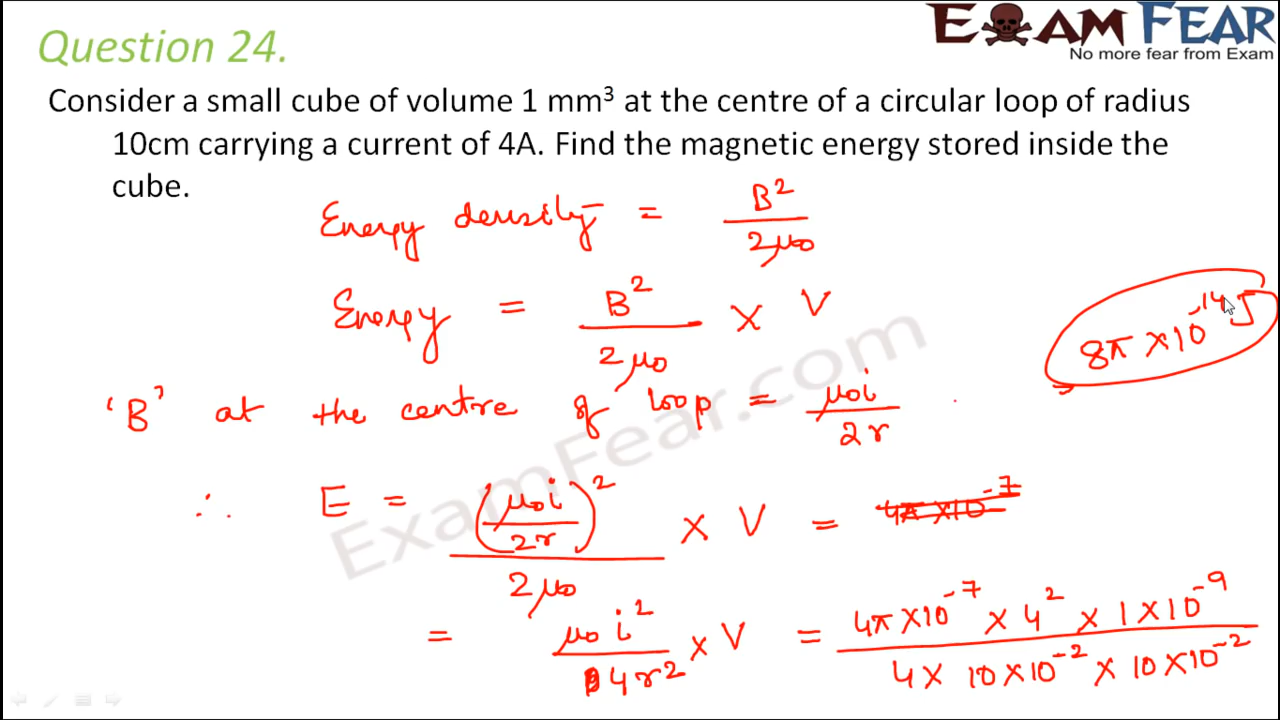 EXAM FEAR
No more fear from Exam
Question 24.
Consider a small cube of volume 1 mm³ at the centre of a circular loop of radius
10cm carrying a current of 4A. Find the magnetic energy stored inside the
cube.
Energy density = B² / 2μ₀
Energy = B² / 2μ₀ × V
8π × 10⁻¹⁴ J
'B' at the centre of loop = μ₀i / 2r
∴ E = (μ₀i / 2r)² / 2μ₀ × V = 4π × 10⁻⁷
= μ₀i² / 4r² × V = 4π × 10⁻⁷ × 4² × 1 × 10⁻⁹ / 4 × 10 × 10⁻² × 10 × 10⁻²
ExamFear.com